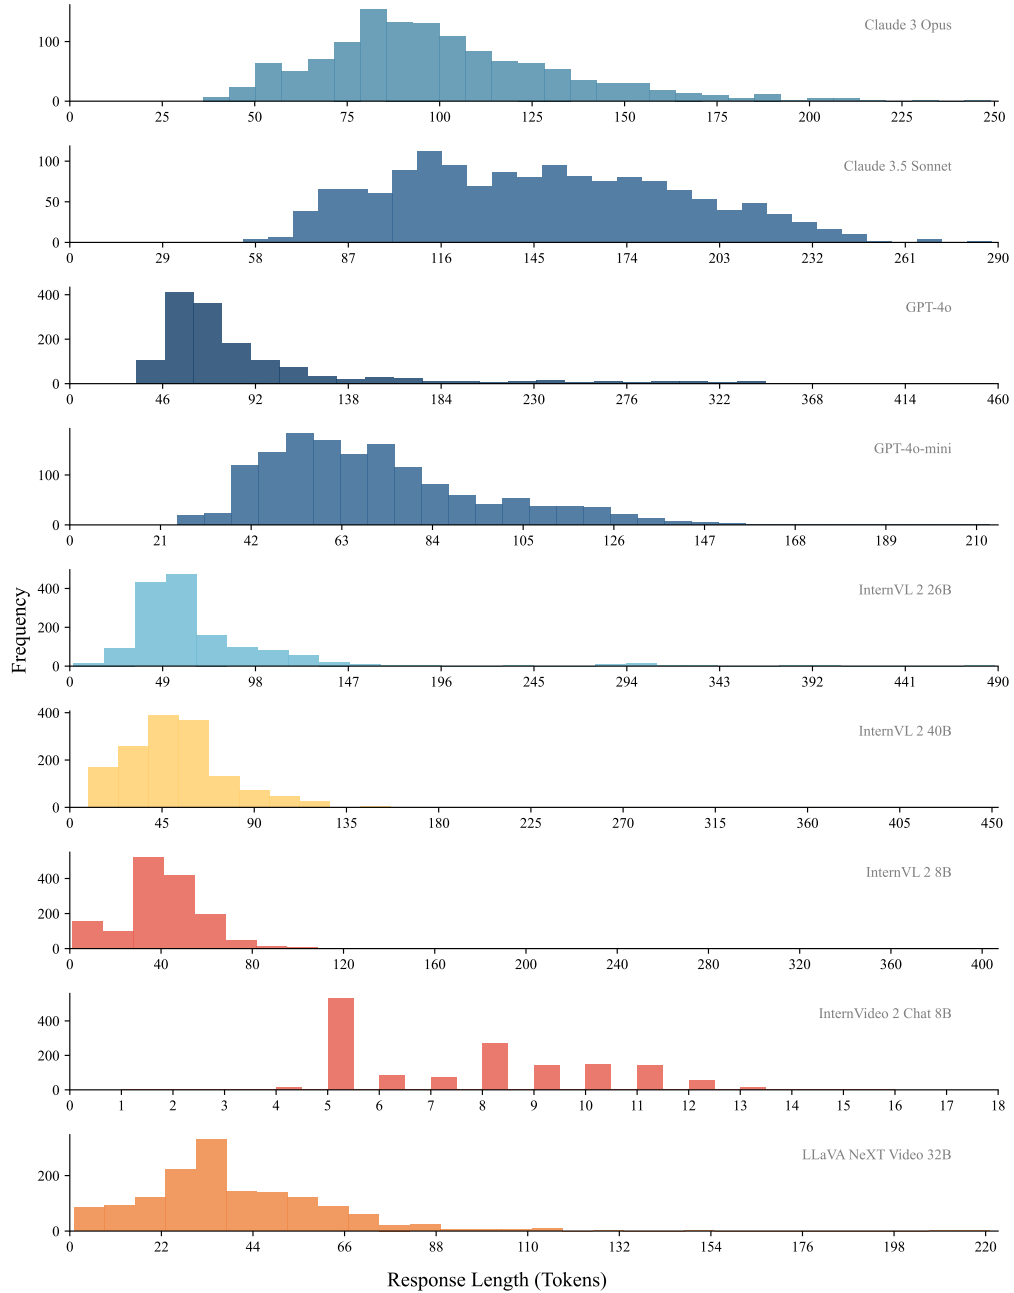 Claude 3 Opus
100
0
0 25 50 75 100 125 150 175 200 225 250
Claude 3.5 Sonnet
100
50
0
0 29 58 87 116 145 174 203 232 261 290
GPT-4o
400
200
0
0 46 92 138 184 230 276 322 368 414 460
GPT-4o-mini
100
0
0 21 42 63 84 105 126 147 168 189 210
Frequency
InternVL 2 26B
400
200
0
0 49 98 147 196 245 294 343 392 441 490
InternVL 2 40B
400
200
0
0 45 90 135 180 225 270 315 360 405 450
InternVL 2 8B
400
200
0
0 40 80 120 160 200 240 280 320 360 400
InternVideo 2 Chat 8B
400
200
0
0 1 2 3 4 5 6 7 8 9 10 11 12 13 14 15 16 17 18
LLaVA NeXT Video 32B
200
0
0 22 44 66 88 110 132 154 176 198 220
Response Length (Tokens)